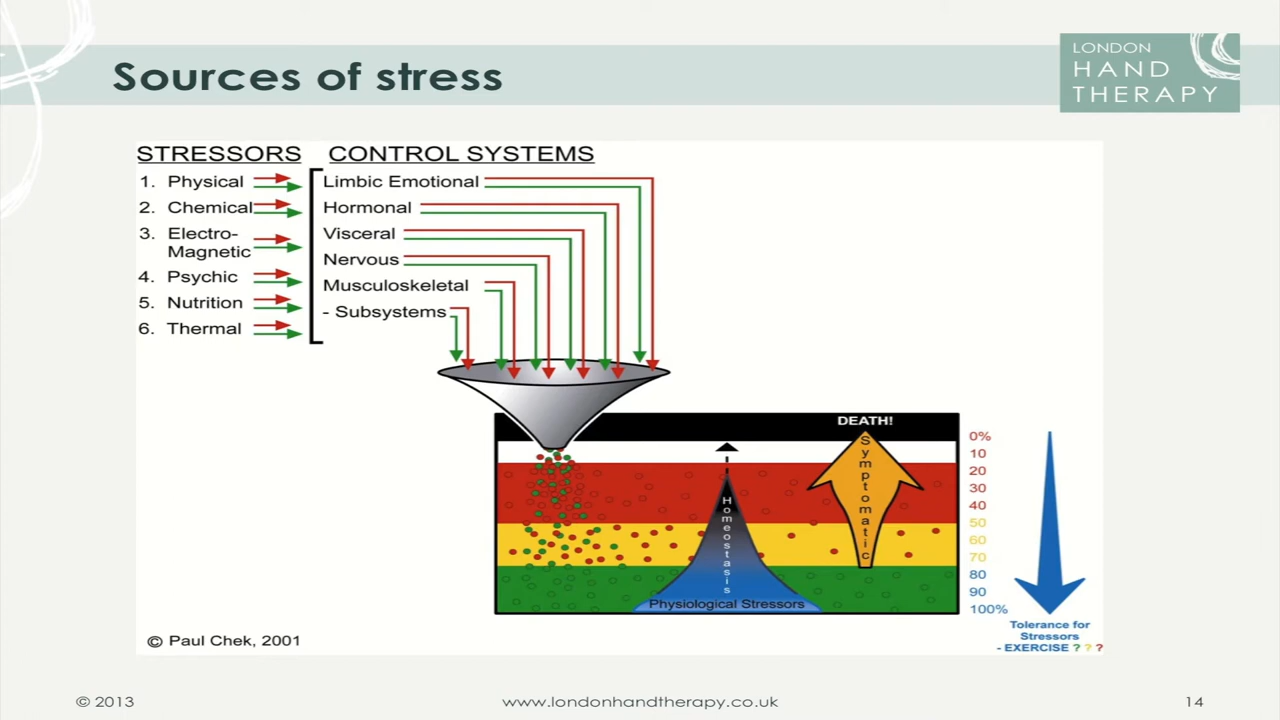 Sources of stress
LONDON
HAND
THERAPY
STRESSORS
1. Physical
2. Chemical
3. Electro-
Magnetic
4. Psychic
5. Nutrition
6. Thermal
CONTROL SYSTEMS
Limbic Emotional
Hormonal
Visceral
Nervous
Musculoskeletal
- Subsystems
DEATH!
Symptomatic
Homeostasis
Physiological Stressors
0%
10
20
30
40
50
60
70
80
90
100%
Tolerance for
Stressors
- EXERCISE ? ? ?
© Paul Chek, 2001
© 2013
www.londonhandtherapy.co.uk
14